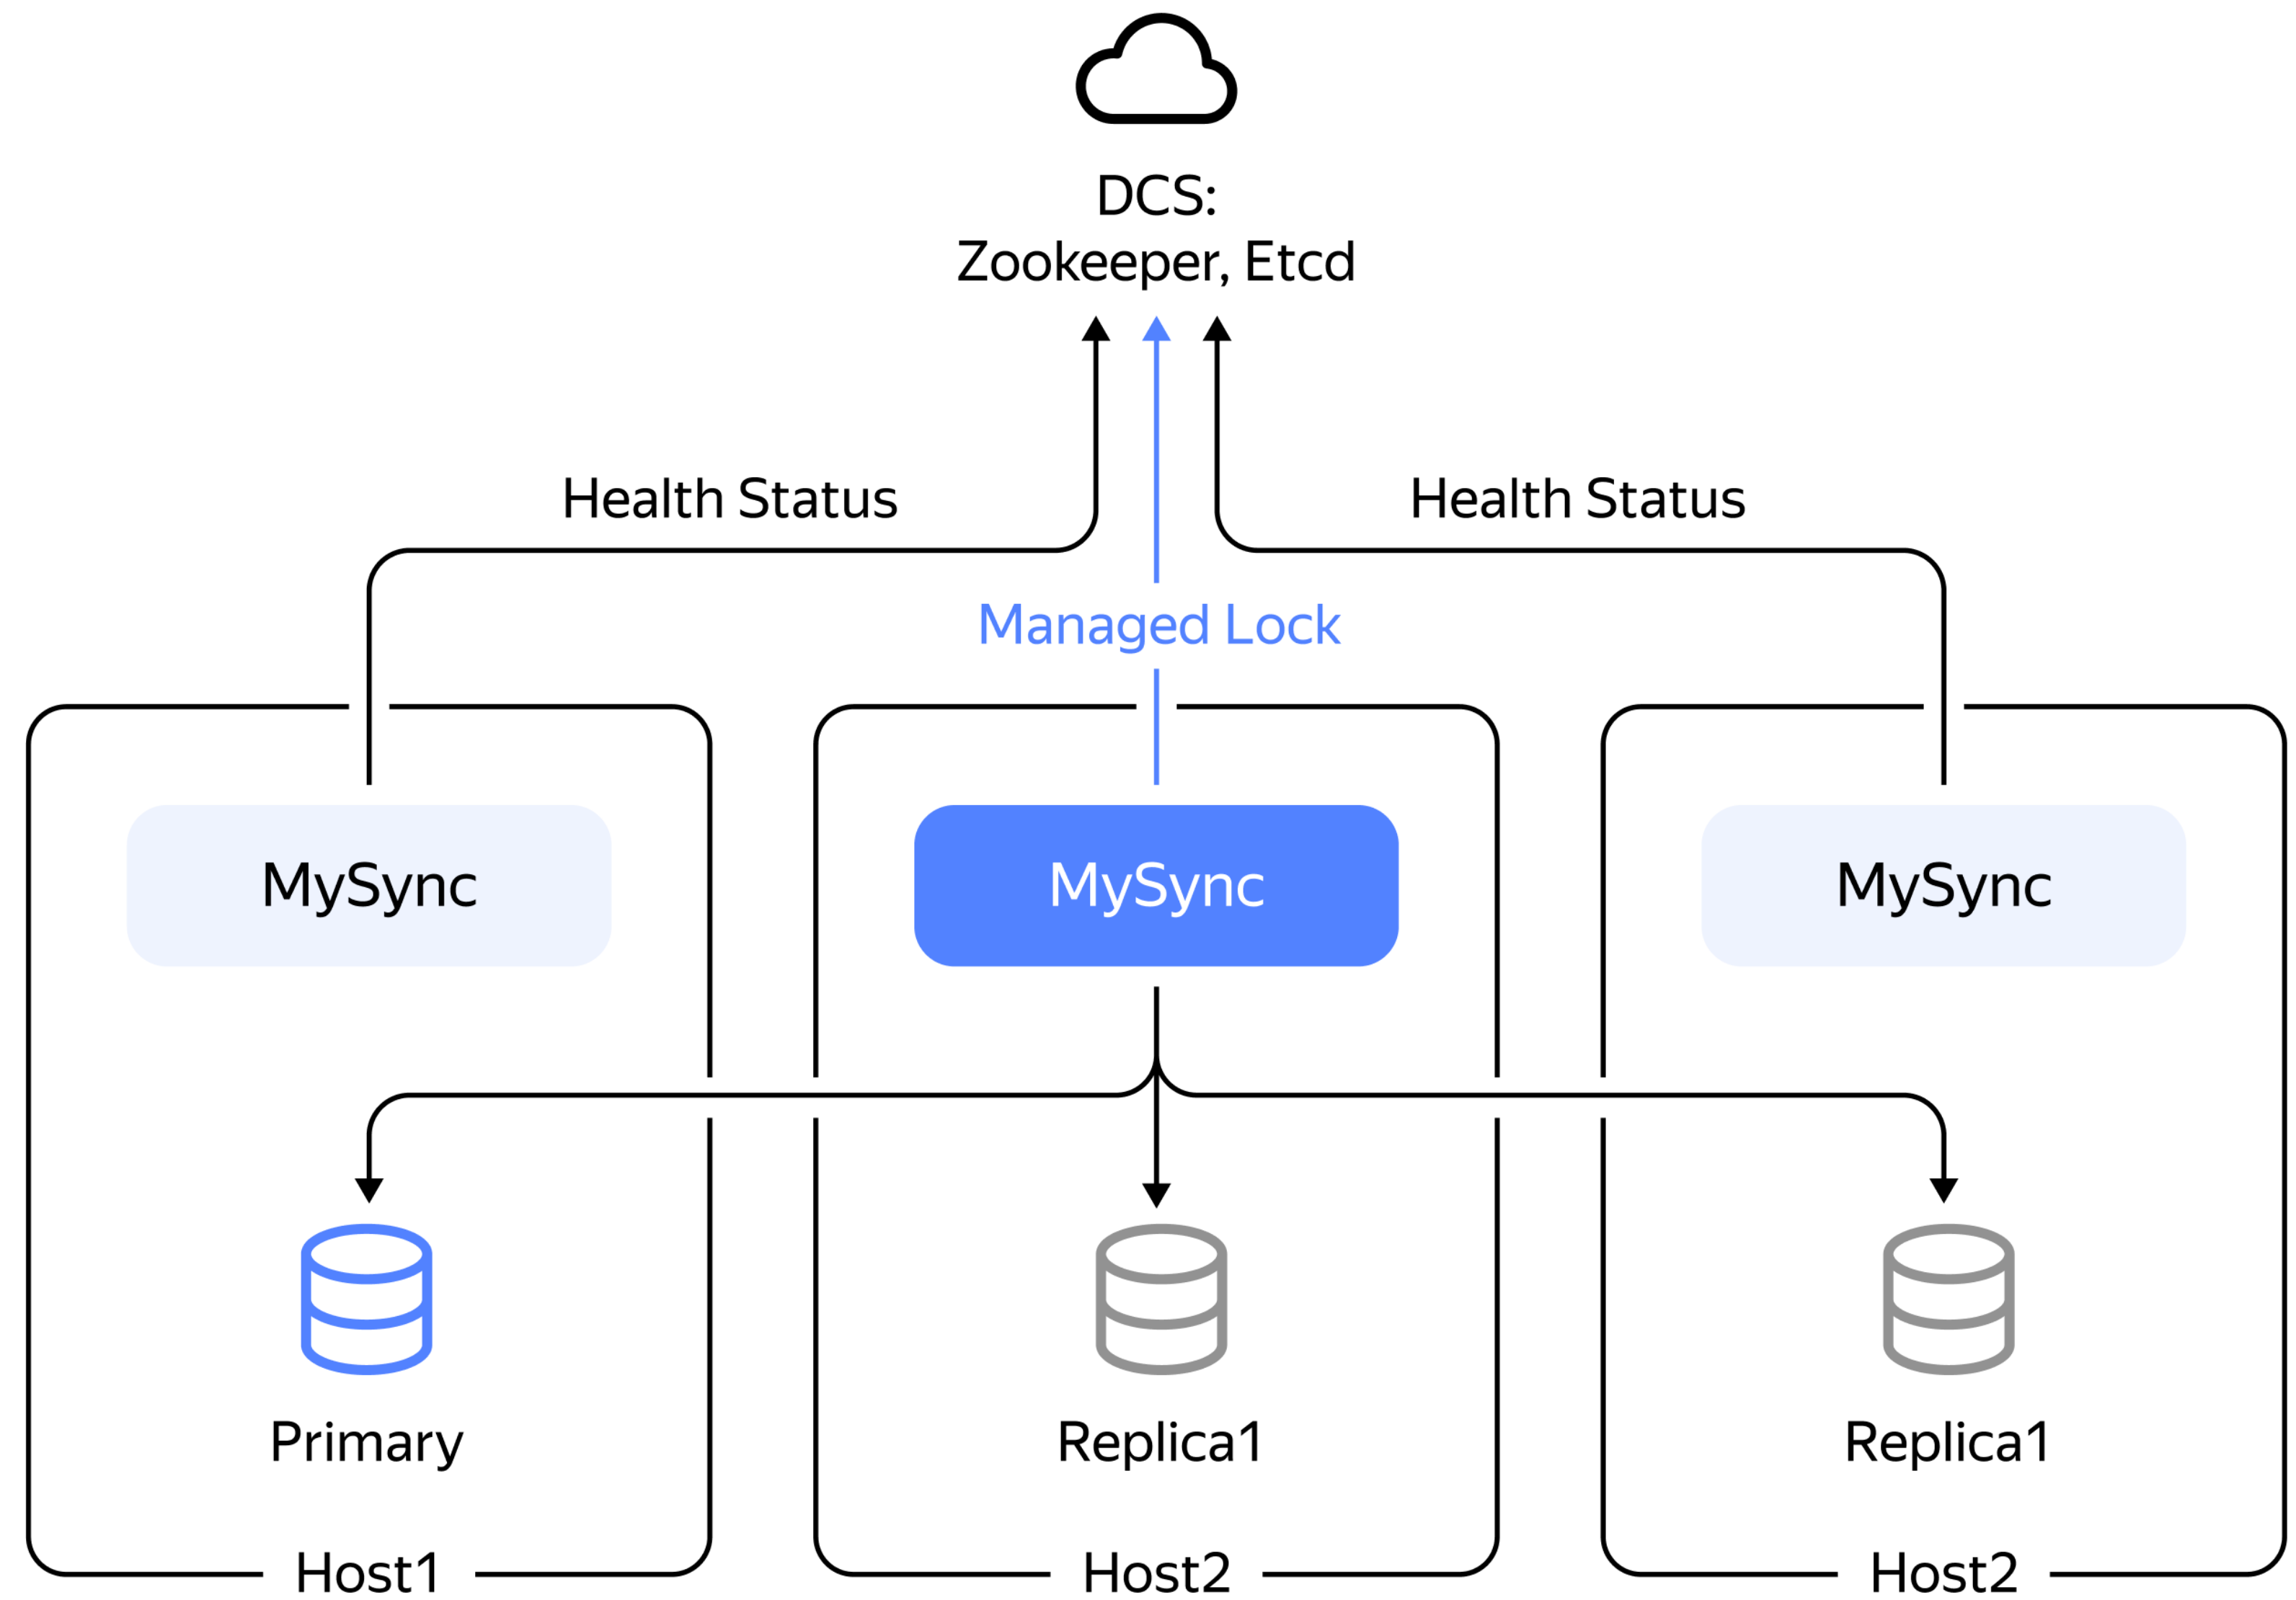 DCS:
Zookeeper, Etcd
Health Status
Health Status
Managed Lock
MySync
MySync
MySync
Primary
Replica1
Replica1
Host1
Host2
Host2